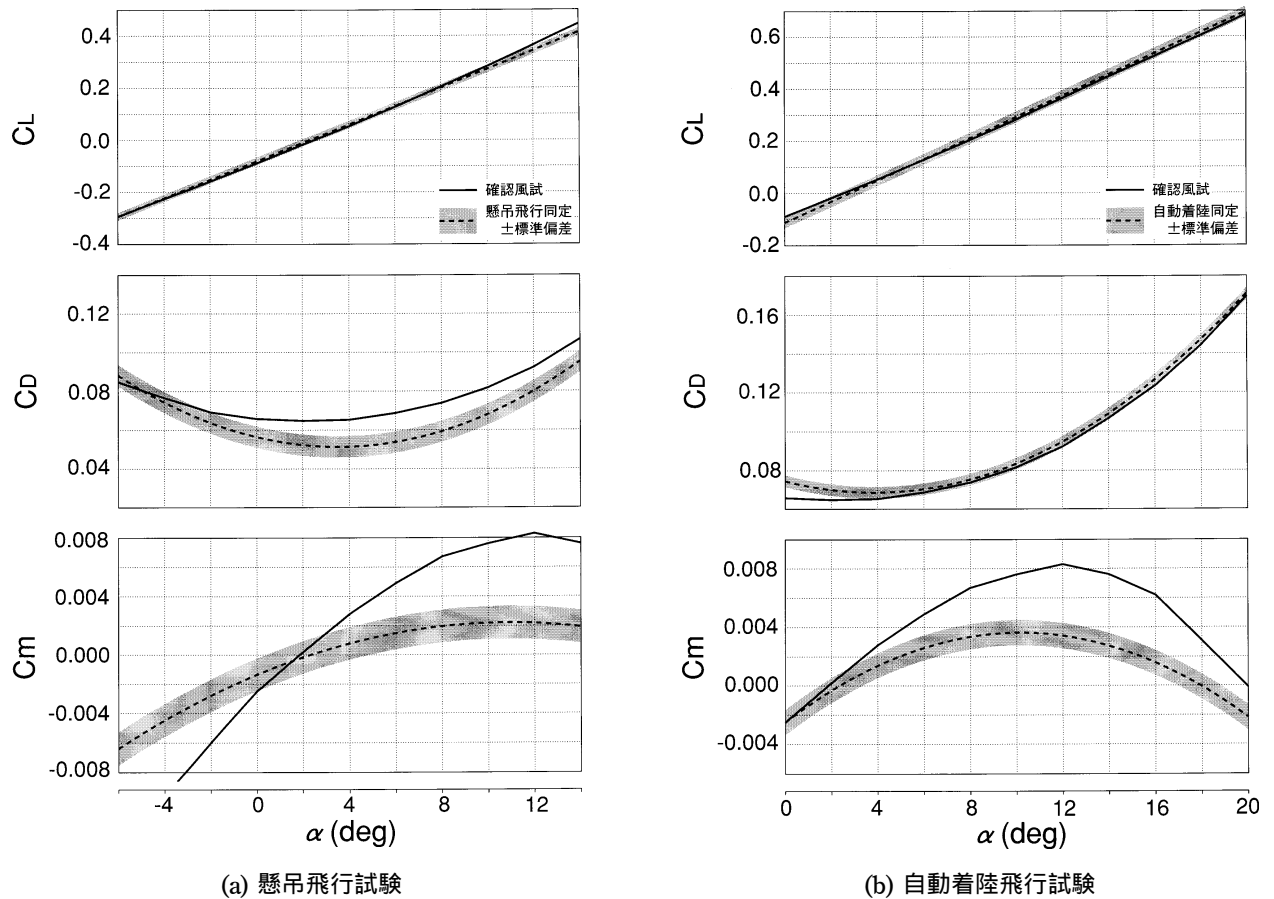 0.4
0.2
0.0
-0.2
-0.4
CL
確認風試
懸吊飛行同定
±標準偏差
0.12
0.08
0.04
CD
0.008
0.004
0.000
-0.004
-0.008
Cm
-4 0 4 8 12
α (deg)
(a) 懸吊飛行試験
0.6
0.4
0.2
0.0
-0.2
CL
確認風試
自動着陸同定
±標準偏差
0.16
0.12
0.08
CD
0.008
0.004
0.000
-0.004
Cm
0 4 8 12 16 20
α (deg)
(b) 自動着陸飛行試験